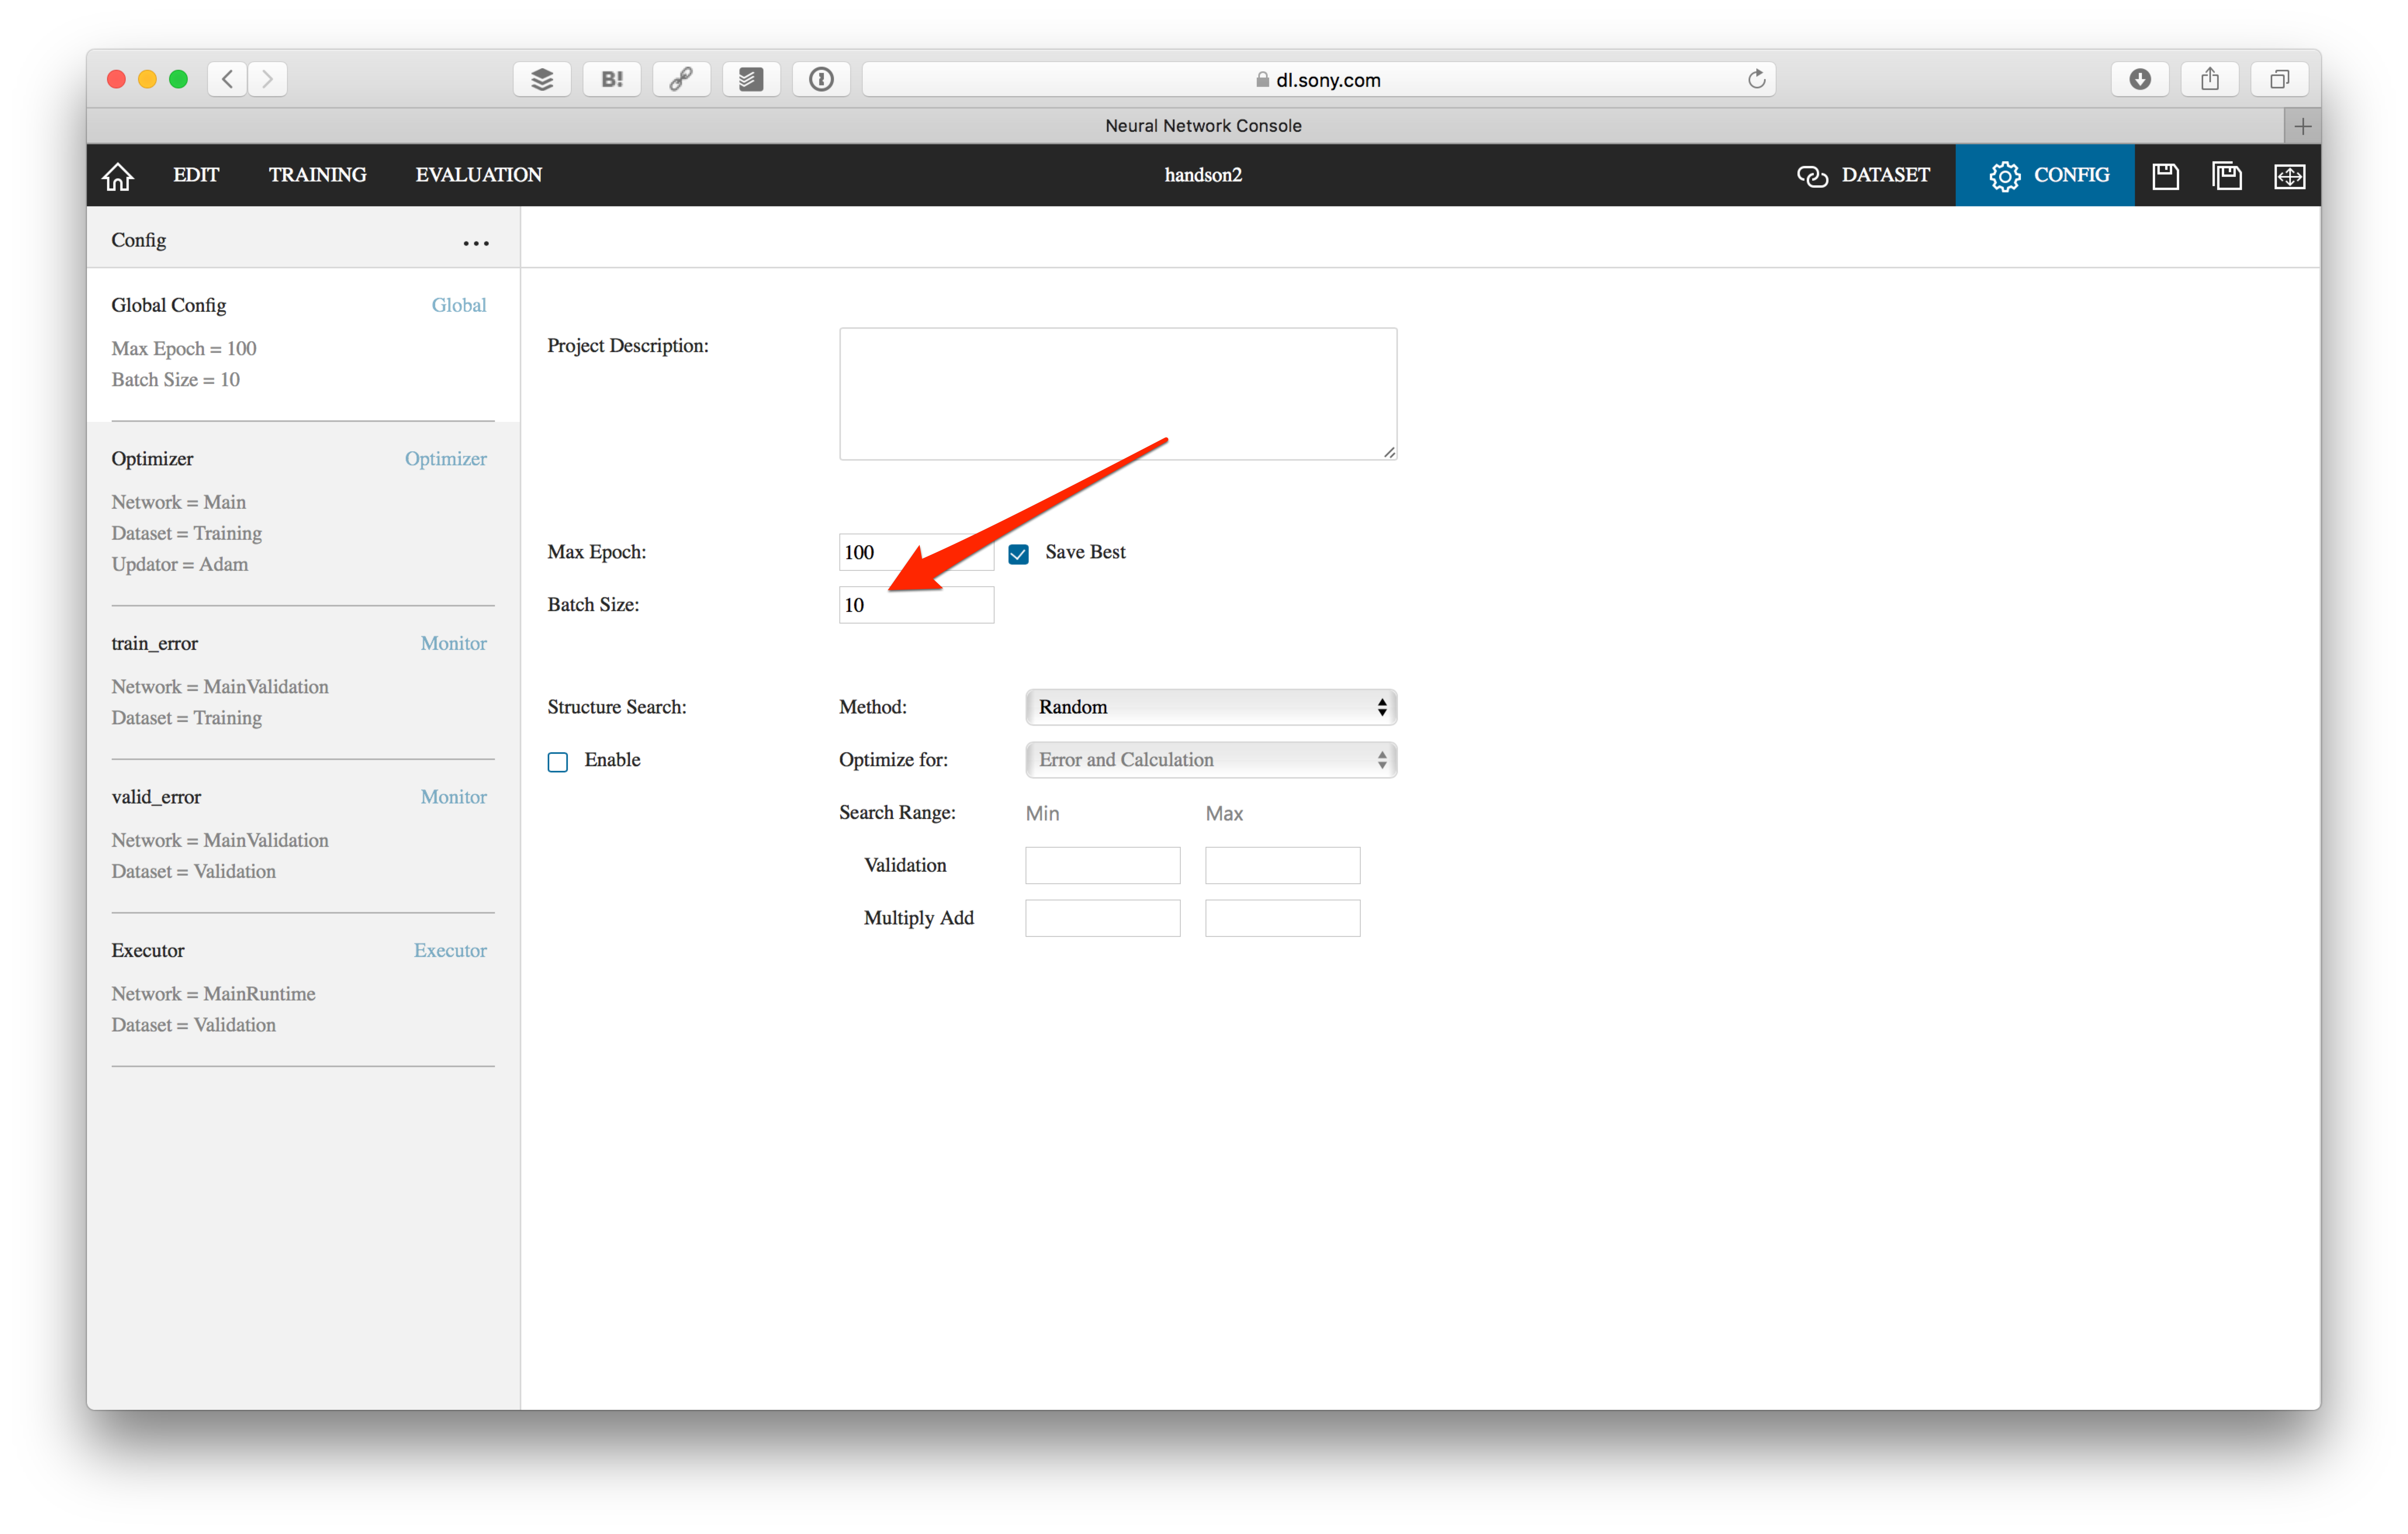 B!
dl.sony.com
Neural Network Console
EDIT TRAINING EVALUATION handson2 DATASET CONFIG
Config ...
Global Config Global
Max Epoch = 100
Batch Size = 10
Optimizer Optimizer
Network = Main
Dataset = Training
Updator = Adam
train_error Monitor
Network = MainValidation
Dataset = Training
valid_error Monitor
Network = MainValidation
Dataset = Validation
Executor Executor
Network = MainRuntime
Dataset = Validation
Project Description:
Max Epoch: 100 Save Best
Batch Size: 10
Structure Search: Method: Random
Enable Optimize for: Error and Calculation
Search Range: Min Max
Validation
Multiply Add